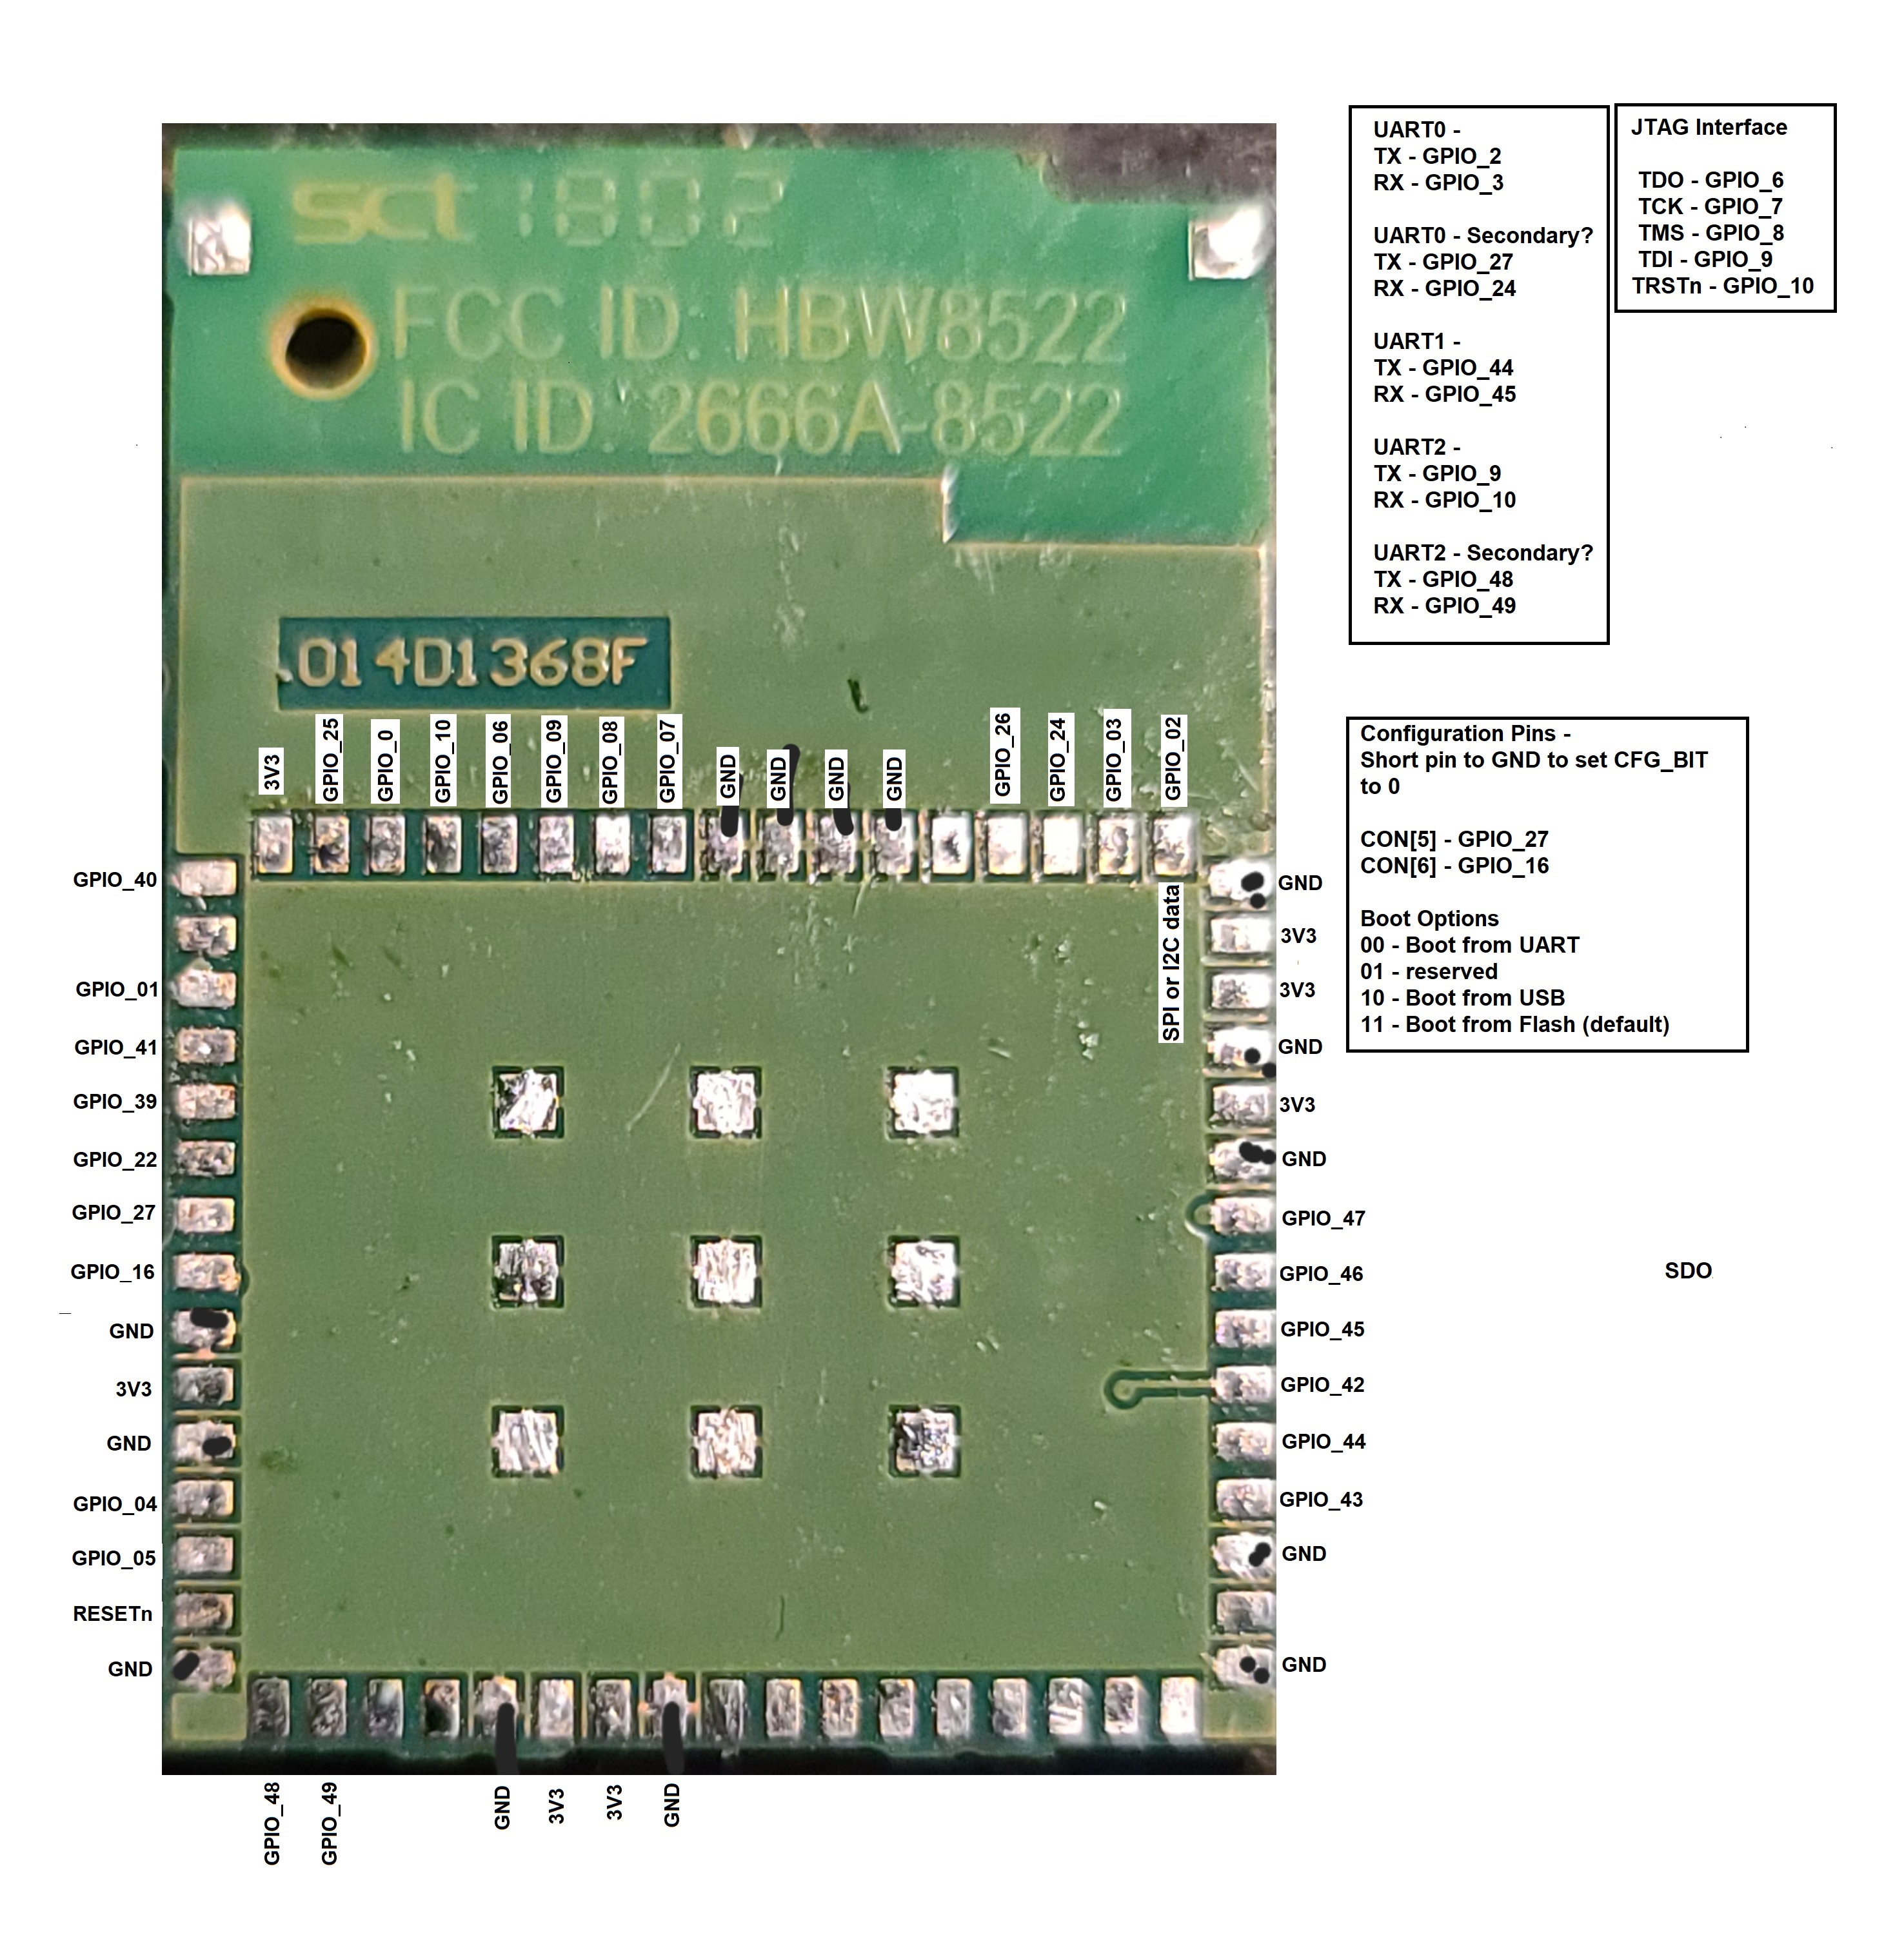 sct 1802
FCC ID. HBW8522
IC ID. 2666A-8522
014D1368F
3V3
GPIO_25
GPIO_0
GPIO_10
GPIO_06
GPIO_09
GPIO_08
GPIO_07
GND
GND
GND
GND
GPIO_26
GPIO_24
GPIO_03
GPIO_02
SPI or I2C data
GPIO_40
GPIO_01
GPIO_41
GPIO_39
GPIO_22
GPIO_27
GPIO_16
GND
3V3
GND
GPIO_04
GPIO_05
RESETn
GND
GPIO_48
GPIO_49
GND
3V3
3V3
GND
GND
3V3
3V3
GND
3V3
GND
GPIO_47
GPIO_46
GPIO_45
GPIO_42
GPIO_44
GPIO_43
GND
GND
UART0 -
TX - GPIO_2
RX - GPIO_3
UART0 - Secondary?
TX - GPIO_27
RX - GPIO_24
UART1 -
TX - GPIO_44
RX - GPIO_45
UART2 -
TX - GPIO_9
RX - GPIO_10
UART2 - Secondary?
TX - GPIO_48
RX - GPIO_49
JTAG Interface
TDO - GPIO_6
TCK - GPIO_7
TMS - GPIO_8
TDI - GPIO_9
TRSTn - GPIO_10
Configuration Pins -
Short pin to GND to set CFG_BIT
to 0
CON[5] - GPIO_27
CON[6] - GPIO_16
Boot Options
00 - Boot from UART
01 - reserved
10 - Boot from USB
11 - Boot from Flash (default)
SDO